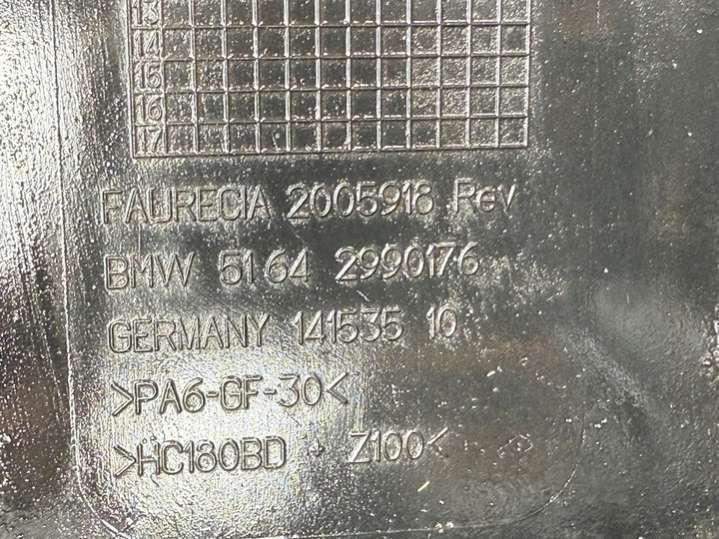 13
14
15
16
17
FAURECIA 2005918 Rev
BMW 5164 2990176
GERMANY 141535 10
>PA6-GF-30<
>HC180BD + Z100<